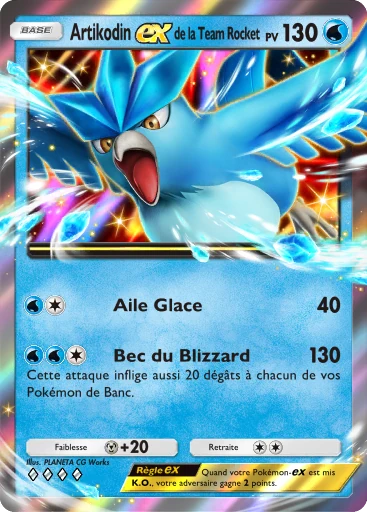 BASE Artikodin ex de la Team Rocket PV 130
Aile Glace 40
Bec du Blizzard 130
Cette attaque inflige aussi 20 dégâts à chacun de vos
Pokémon de Banc.
Faiblesse +20 Retraite
Illus. PLANETA CG Works
Règle ex Quand votre Pokémon-ex est mis
K.O., votre adversaire gagne 2 points.